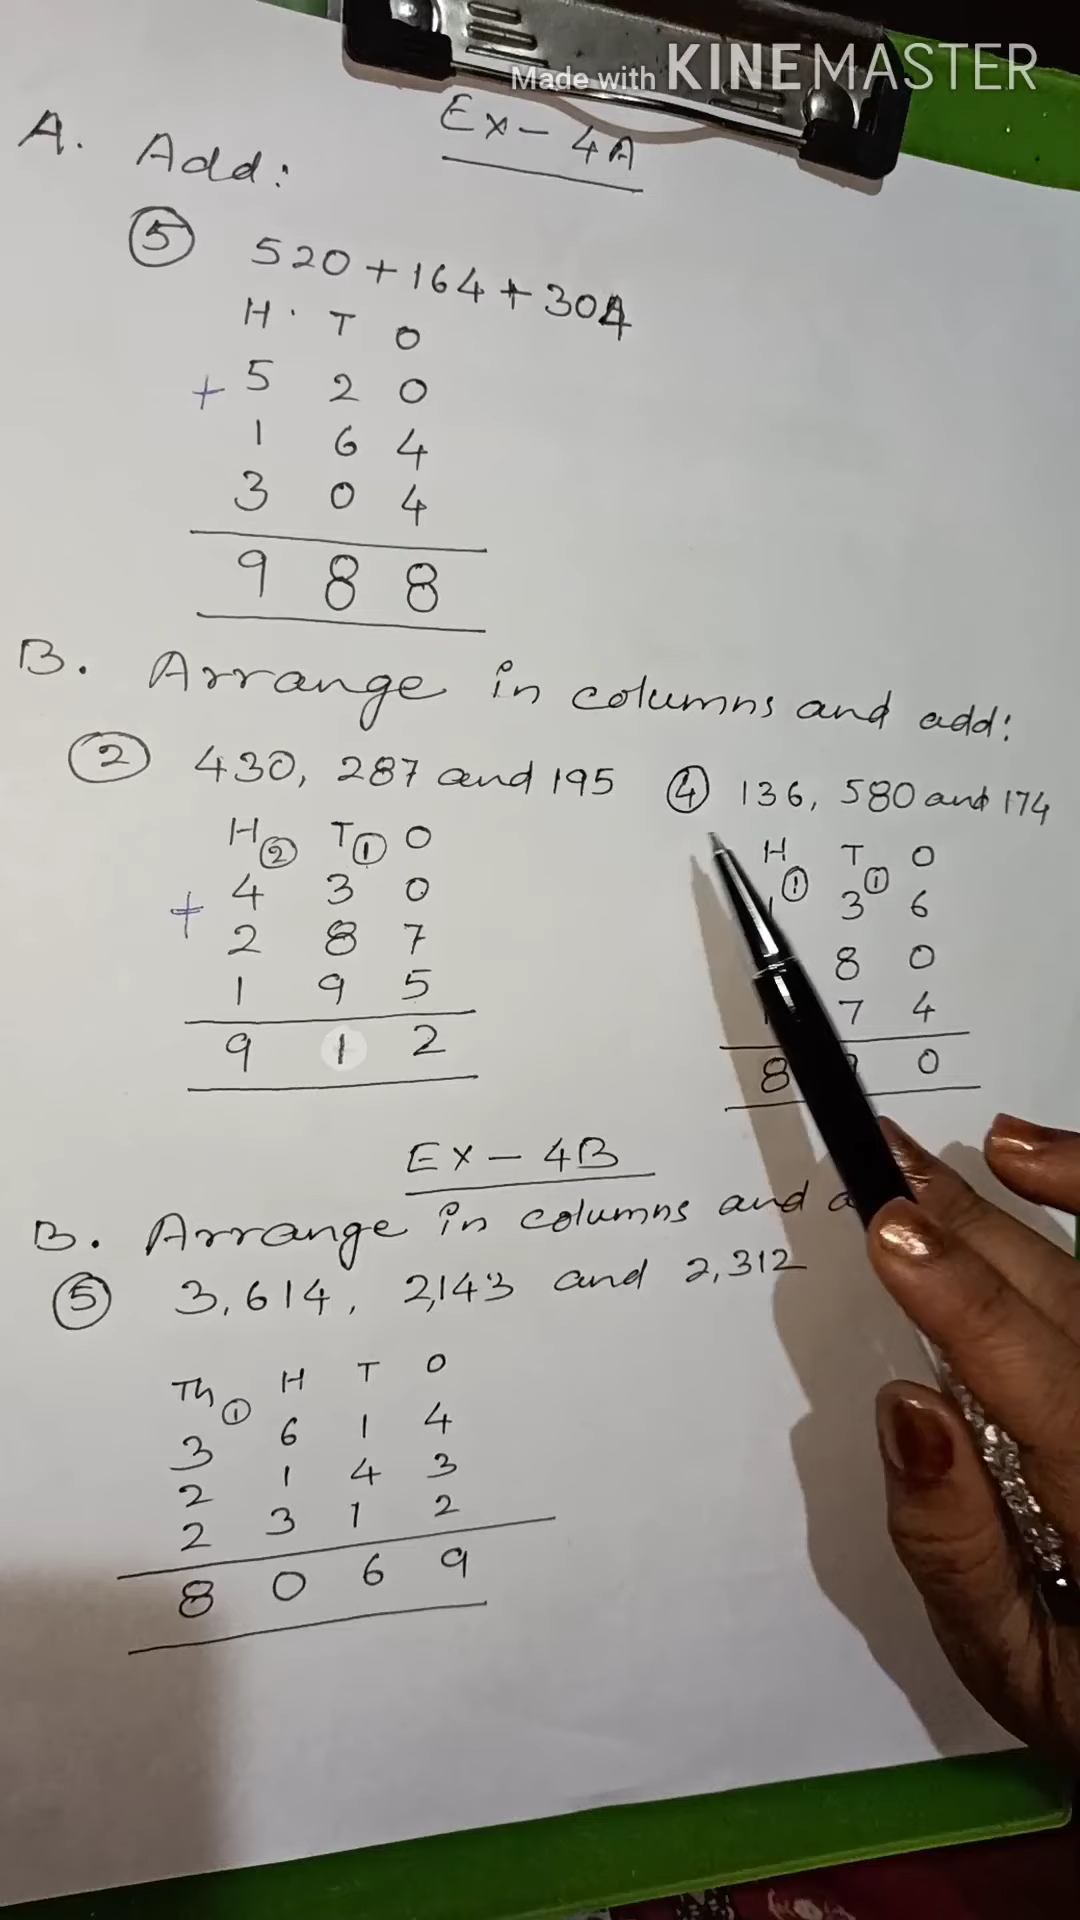 Made with KINEMASTER
Ex - 4A
A. Add:
5 520 + 164 + 304
H . T O
+ 5 2 0
1 6 4
3 0 4
9 8 8
B. Arrange in columns and add:
2 430, 287 and 195
H 2 T 1 O
+ 4 3 0
2 8 7
1 9 5
9 1 2
4 136, 580 and 174
H T O
1 1
1 3 6
8 0
7 4
8 0
Ex - 4B
B. Arrange in columns and
5 3,614, 2,143 and 2,312
Th H T O
1
3 6 1 4
2 1 4 3
2 3 1 2
8 0 6 9